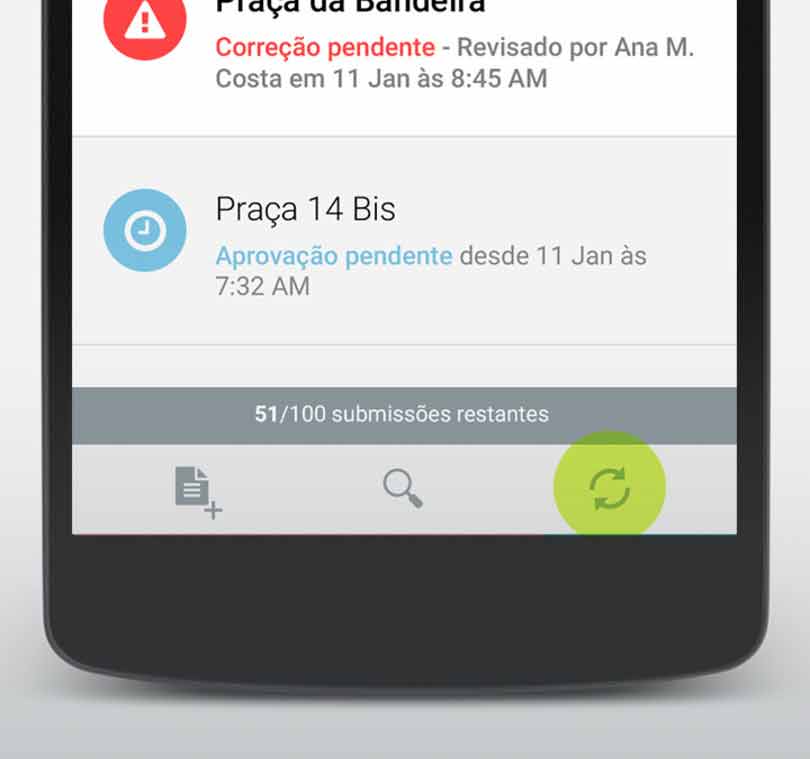 Praça da Bandeira
Correção pendente - Revisado por Ana M.
Costa em 11 Jan às 8:45 AM
Praça 14 Bis
Aprovação pendente desde 11 Jan às
7:32 AM
51/100 submissões restantes